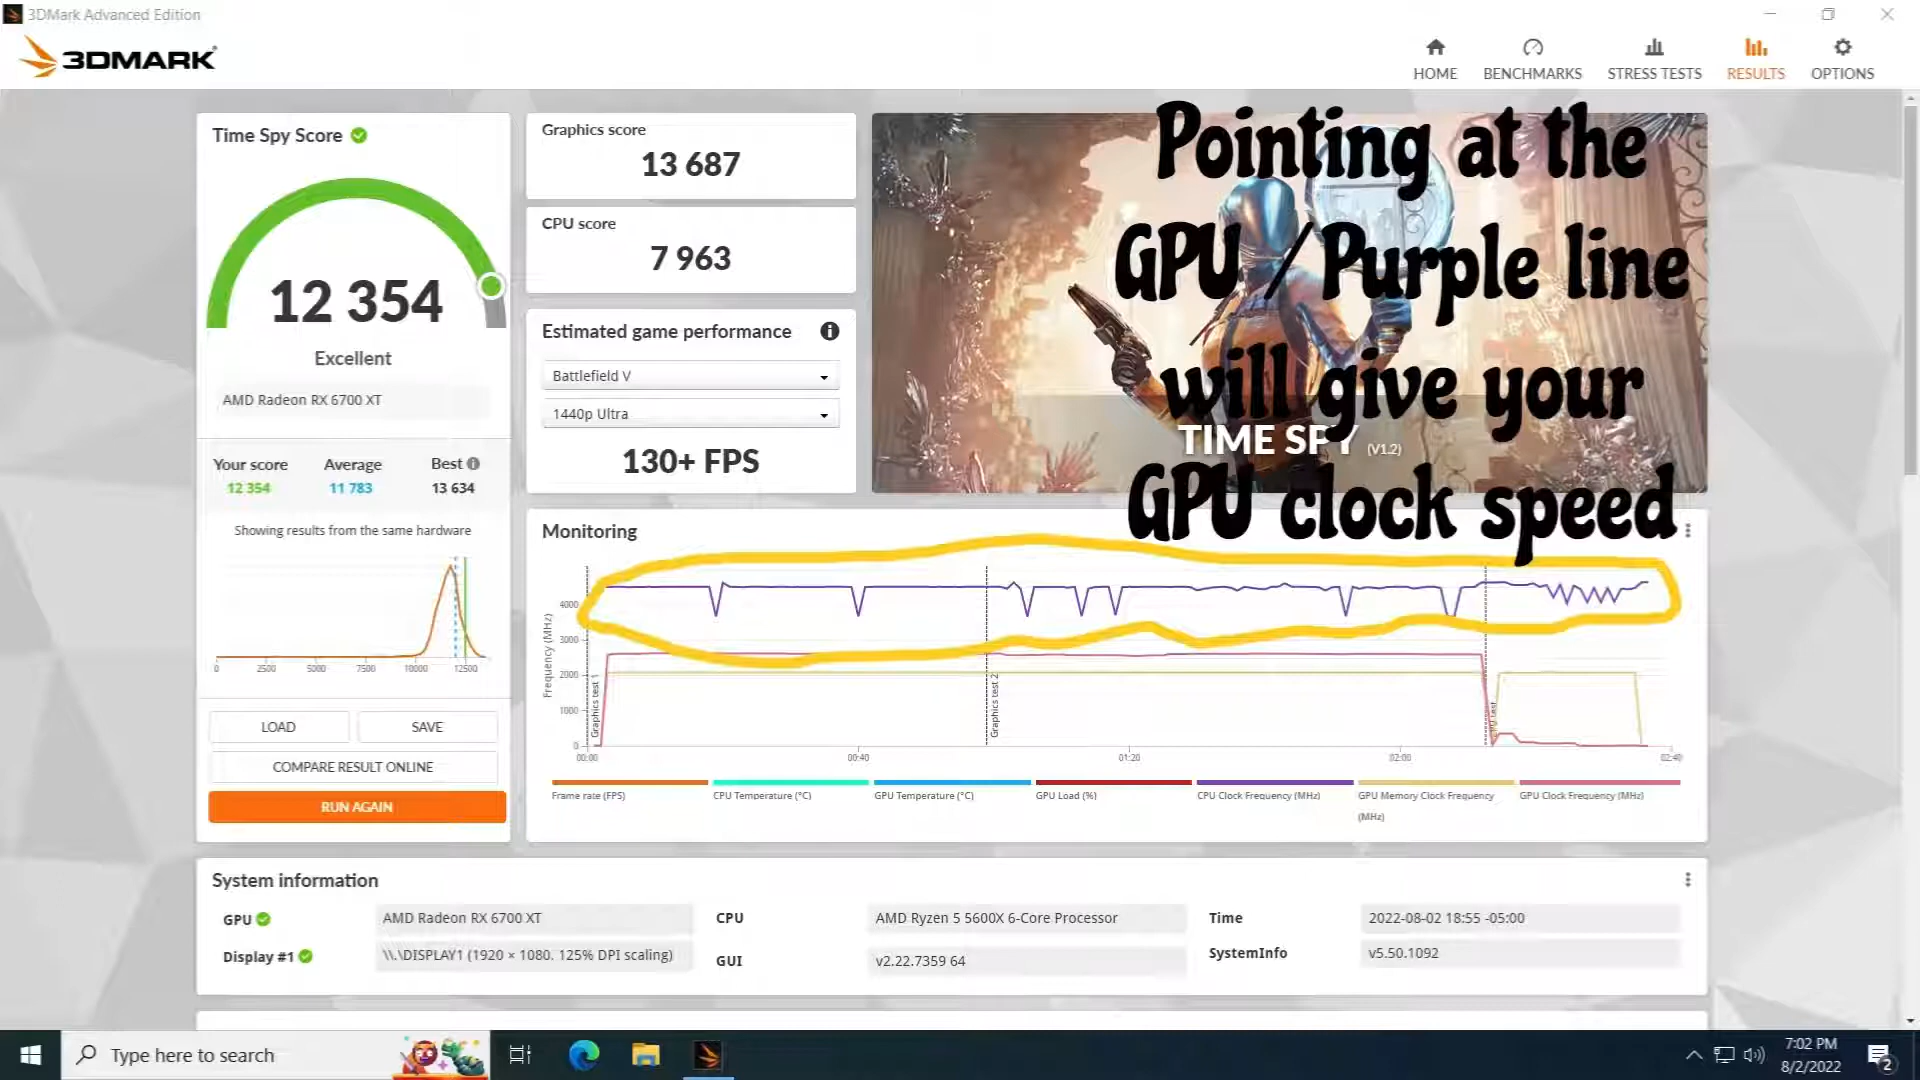 3DMark Advanced Edition
3DMARK
HOME
BENCHMARKS
STRESS TESTS
RESULTS
OPTIONS
Time Spy Score
12 354
Excellent
AMD Radeon RX 6700 XT
Your score
Average
Best
12 354
11 783
13 634
Showing results from the same hardware
0 2500 5000 7500 10000 12500
LOAD
SAVE
COMPARE RESULT ONLINE
RUN AGAIN
Graphics score
13 687
CPU score
7 963
Estimated game performance
Battlefield V
1440p Ultra
130+ FPS
Pointing at the
GPU / Purple line
will give your
GPU clock speed
TIME SPY (V1.2)
Monitoring
Frequency (MHz)
4000
3000
2000
1000
0
Graphics test 1
Graphics test 2
00:00 00:40 01:20 02:00 02:40
Frame rate (FPS)
CPU Temperature (°C)
GPU Temperature (°C)
GPU Load (%)
CPU Clock Frequency (MHz)
GPU Memory Clock Frequency
(MHz)
GPU Clock Frequency (MHz)
System information
GPU
AMD Radeon RX 6700 XT
CPU
AMD Ryzen 5 5600X 6-Core Processor
Time
2022-08-02 18:55 -05:00
Display #1
\\.\DISPLAY1 (1920 × 1080, 125% DPI scaling)
GUI
v2.22.7359 64
SystemInfo
v5.50.1092
Type here to search
7:02 PM
8/2/2022
2